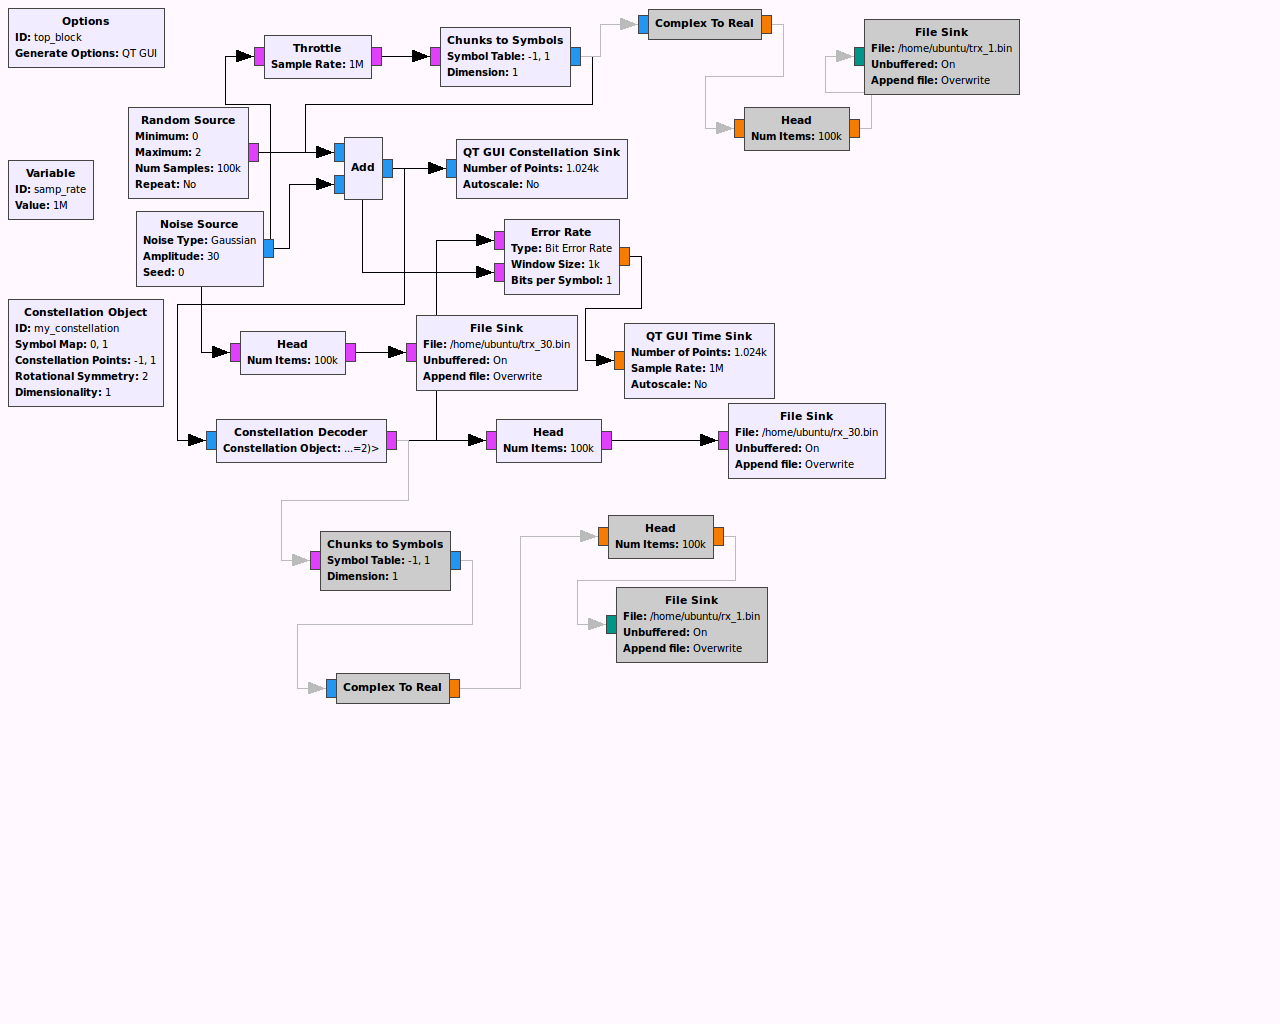 Options
ID: top_block
Generate Options: QT GUI
Throttle
Sample Rate: 1M
Chunks to Symbols
Symbol Table: -1, 1
Dimension: 1
Complex To Real
File Sink
File: /home/ubuntu/trx_1.bin
Unbuffered: On
Append file: Overwrite
Head
Num Items: 100k
Random Source
Minimum: 0
Maximum: 2
Num Samples: 100k
Repeat: No
Add
QT GUI Constellation Sink
Number of Points: 1.024k
Autoscale: No
Variable
ID: samp_rate
Value: 1M
Noise Source
Noise Type: Gaussian
Amplitude: 30
Seed: 0
Error Rate
Type: Bit Error Rate
Window Size: 1k
Bits per Symbol: 1
Constellation Object
ID: my_constellation
Symbol Map: 0, 1
Constellation Points: -1, 1
Rotational Symmetry: 2
Dimensionality: 1
Head
Num Items: 100k
File Sink
File: /home/ubuntu/trx_30.bin
Unbuffered: On
Append file: Overwrite
QT GUI Time Sink
Number of Points: 1.024k
Sample Rate: 1M
Autoscale: No
Constellation Decoder
Constellation Object: ...=2)>
Head
Num Items: 100k
File Sink
File: /home/ubuntu/rx_30.bin
Unbuffered: On
Append file: Overwrite
Chunks to Symbols
Symbol Table: -1, 1
Dimension: 1
Head
Num Items: 100k
File Sink
File: /home/ubuntu/rx_1.bin
Unbuffered: On
Append file: Overwrite
Complex To Real